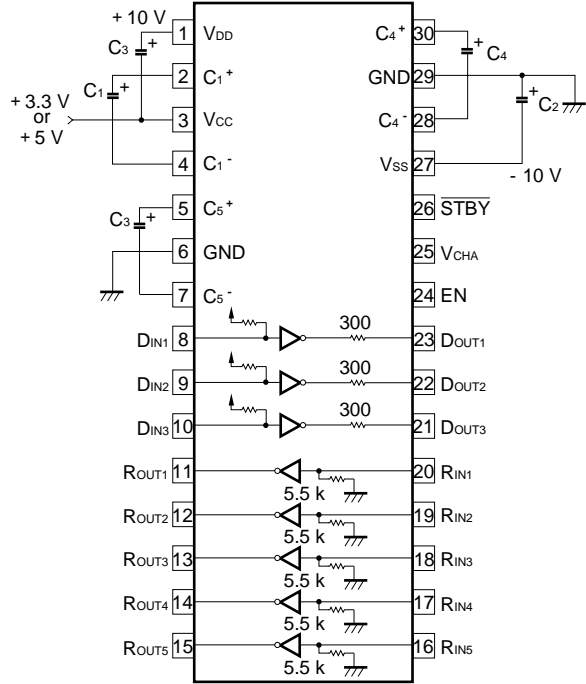 + 10 V
C3 +
1 VDD
C4+ 30
+ C4
C1 +
2 C1+
GND 29
+ C2
+ 3.3 V
or
+ 5 V
3 VCC
C4- 28
4 C1-
VSS 27
- 10 V
C3 +
5 C5+
26 STBY
6 GND
25 VCHA
7 C5-
24 EN
DIN1 8
300
23 DOUT1
DIN2 9
300
22 DOUT2
DIN3 10
300
21 DOUT3
ROUT1 11
5.5 k
20 RIN1
ROUT2 12
5.5 k
19 RIN2
ROUT3 13
5.5 k
18 RIN3
ROUT4 14
5.5 k
17 RIN4
ROUT5 15
5.5 k
16 RIN5